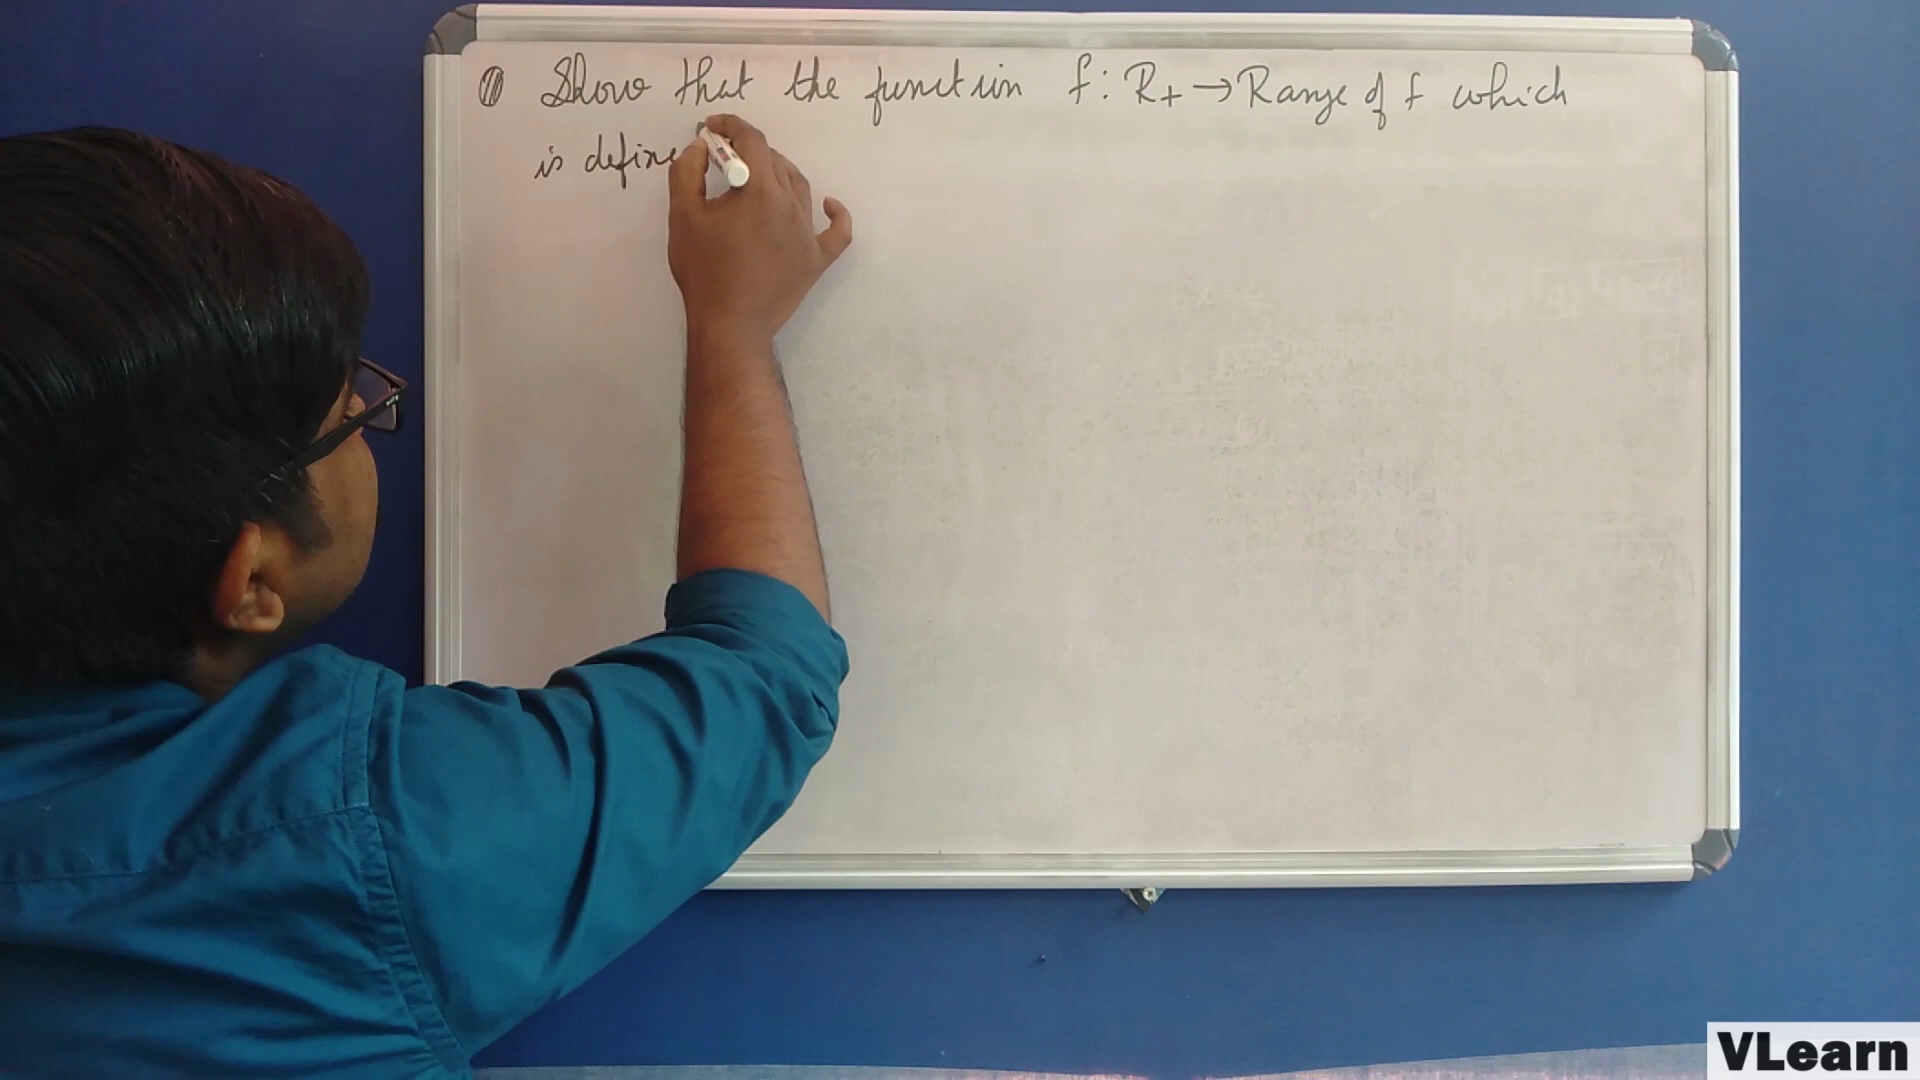 Show that the function f : R+ → Range of f which
is define
VLearn